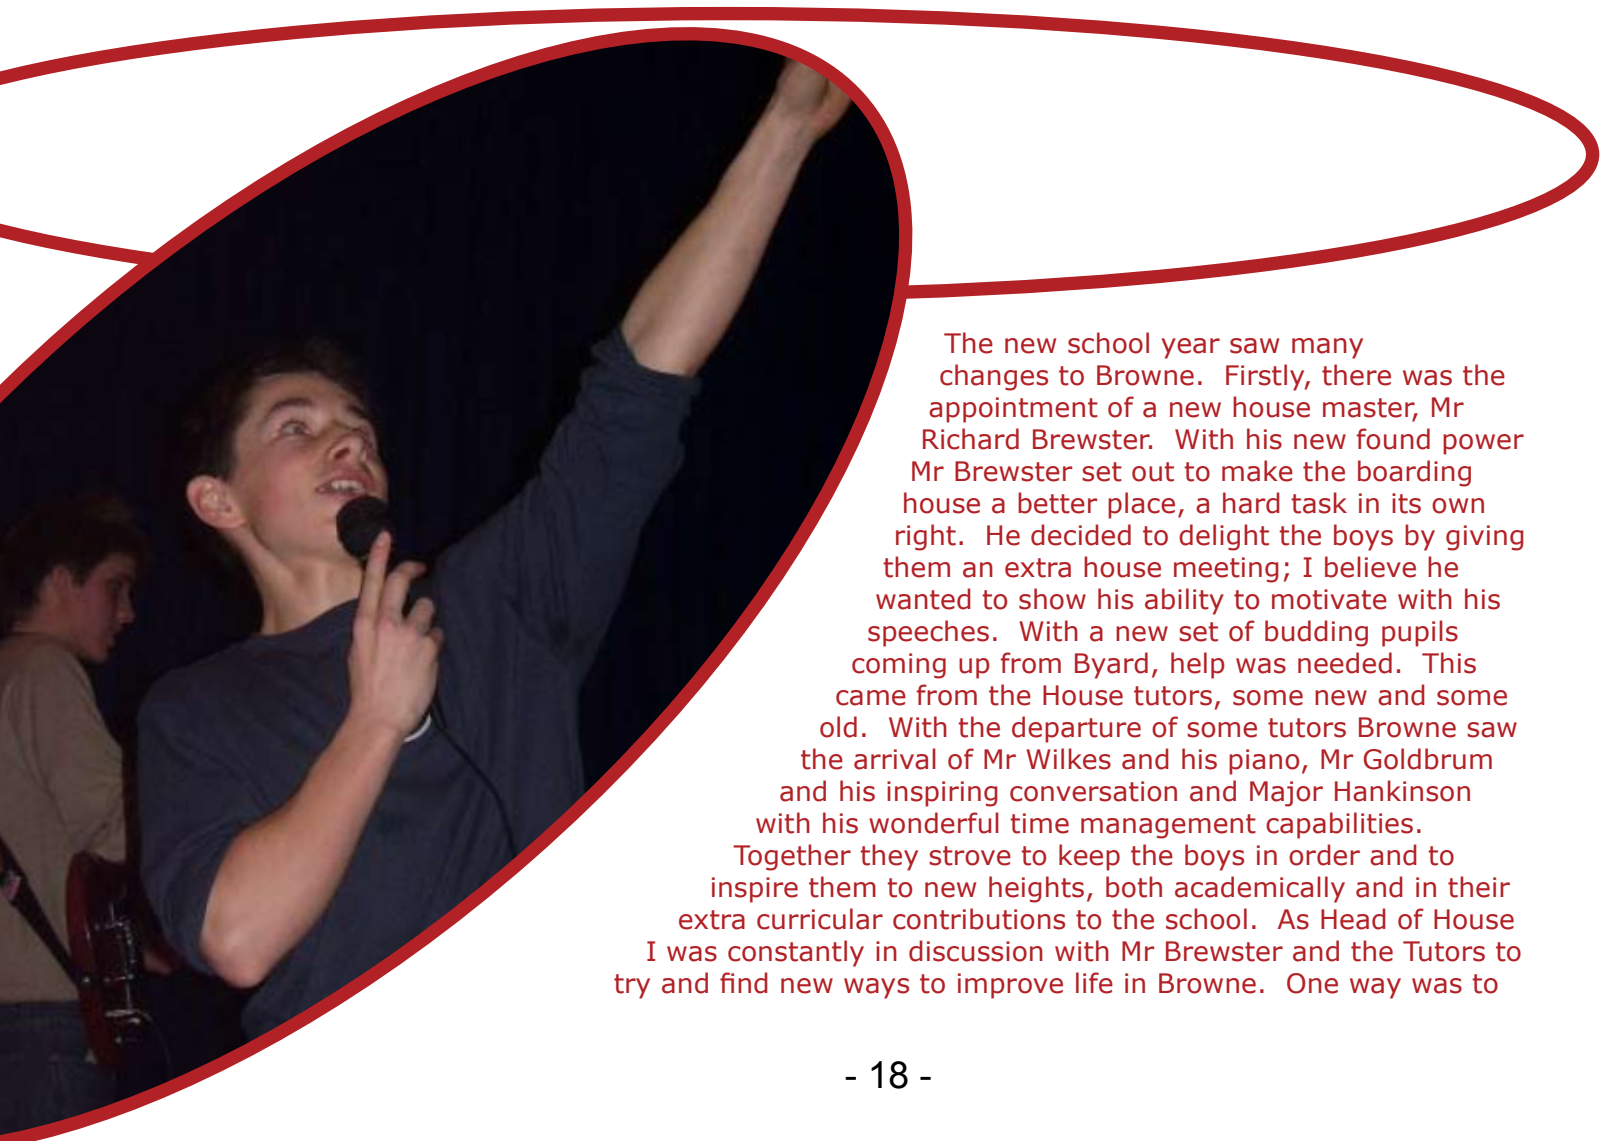 The new school year saw many
changes to Browne.  Firstly, there was the
appointment of a new house master, Mr
Richard Brewster.  With his new found power
Mr Brewster set out to make the boarding
house a better place, a hard task in its own
right.  He decided to delight the boys by giving
them an extra house meeting; I believe he
wanted to show his ability to motivate with his
speeches.  With a new set of budding pupils
coming up from Byard, help was needed.  This
came from the House tutors, some new and some
old.  With the departure of some tutors Browne saw
the arrival of Mr Wilkes and his piano, Mr Goldbrum
and his inspiring conversation and Major Hankinson
with his wonderful time management capabilities.
Together they strove to keep the boys in order and to
inspire them to new heights, both academically and in their
extra curricular contributions to the school.  As Head of House
I was constantly in discussion with Mr Brewster and the Tutors to
try and find new ways to improve life in Browne.  One way was to
- 18 -